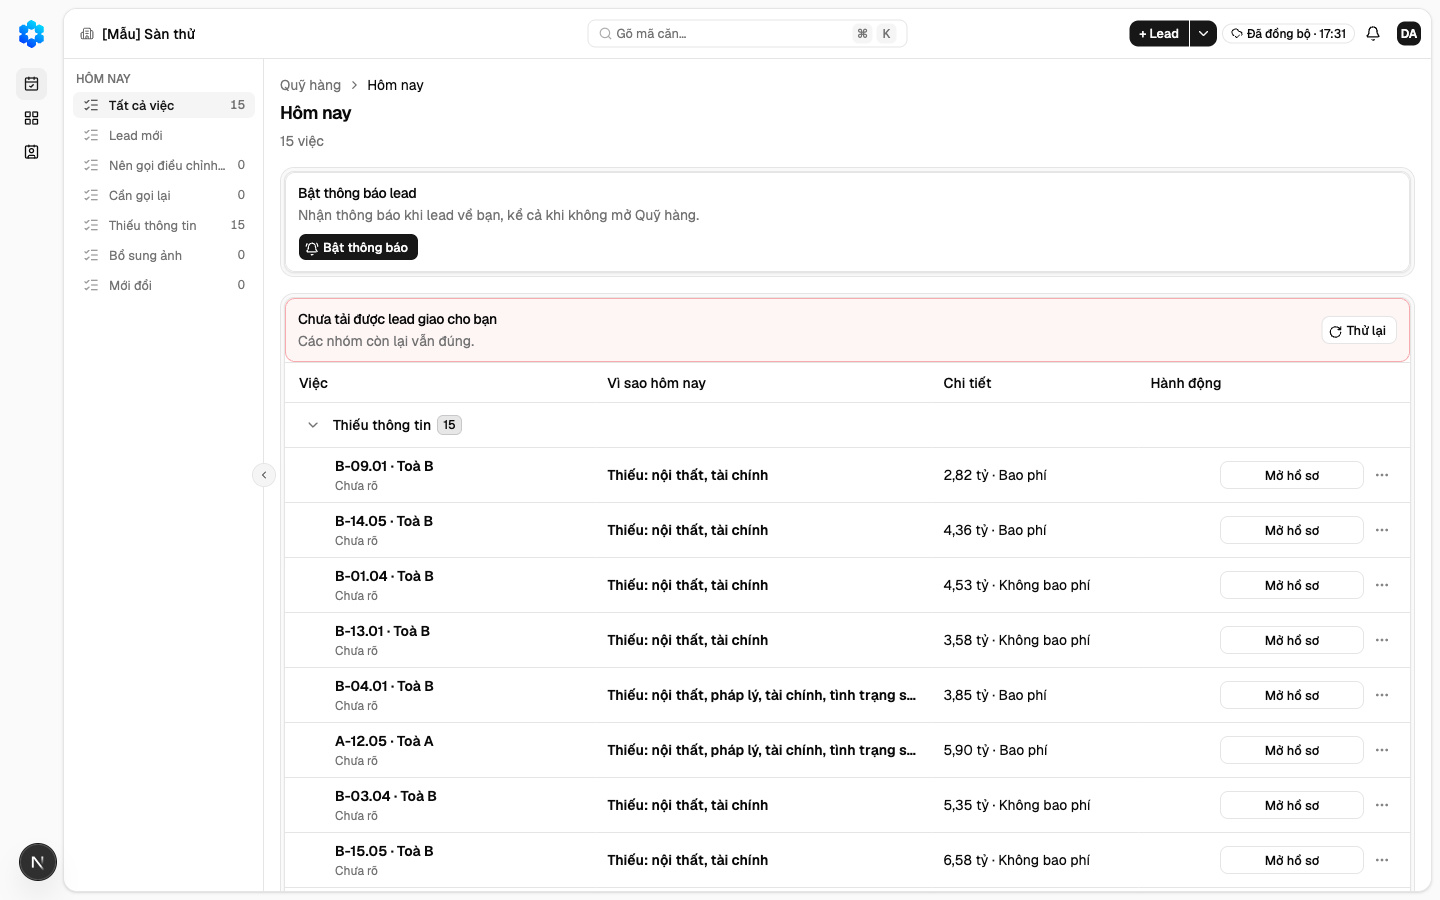 [Mẫu] Sàn thử
Gõ mã căn…
⌘ K
+ Lead
Đã đồng bộ · 17:31
DA
HÔM NAY
Tất cả việc 15
Lead mới
Nên gọi điều chỉnh… 0
Cần gọi lại 0
Thiếu thông tin 15
Bổ sung ảnh 0
Mới đổi 0
N
Quỹ hàng > Hôm nay
Hôm nay
15 việc
Bật thông báo lead
Nhận thông báo khi lead về bạn, kể cả khi không mở Quỹ hàng.
Bật thông báo
Chưa tải được lead giao cho bạn
Các nhóm còn lại vẫn đúng.
Thử lại
Việc Vì sao hôm nay Chi tiết Hành động
Thiếu thông tin 15
B-09.01 · Toà B
Chưa rõ
Thiếu: nội thất, tài chính
2,82 tỷ · Bao phí
Mở hồ sơ
B-14.05 · Toà B
Chưa rõ
Thiếu: nội thất, tài chính
4,36 tỷ · Bao phí
Mở hồ sơ
B-01.04 · Toà B
Chưa rõ
Thiếu: nội thất, tài chính
4,53 tỷ · Không bao phí
Mở hồ sơ
B-13.01 · Toà B
Chưa rõ
Thiếu: nội thất, tài chính
3,58 tỷ · Không bao phí
Mở hồ sơ
B-04.01 · Toà B
Chưa rõ
Thiếu: nội thất, pháp lý, tài chính, tình trạng s…
3,85 tỷ · Bao phí
Mở hồ sơ
A-12.05 · Toà A
Chưa rõ
Thiếu: nội thất, pháp lý, tài chính, tình trạng s…
5,90 tỷ · Bao phí
Mở hồ sơ
B-03.04 · Toà B
Chưa rõ
Thiếu: nội thất, tài chính
5,35 tỷ · Không bao phí
Mở hồ sơ
B-15.05 · Toà B
Chưa rõ
Thiếu: nội thất, tài chính
6,58 tỷ · Không bao phí
Mở hồ sơ